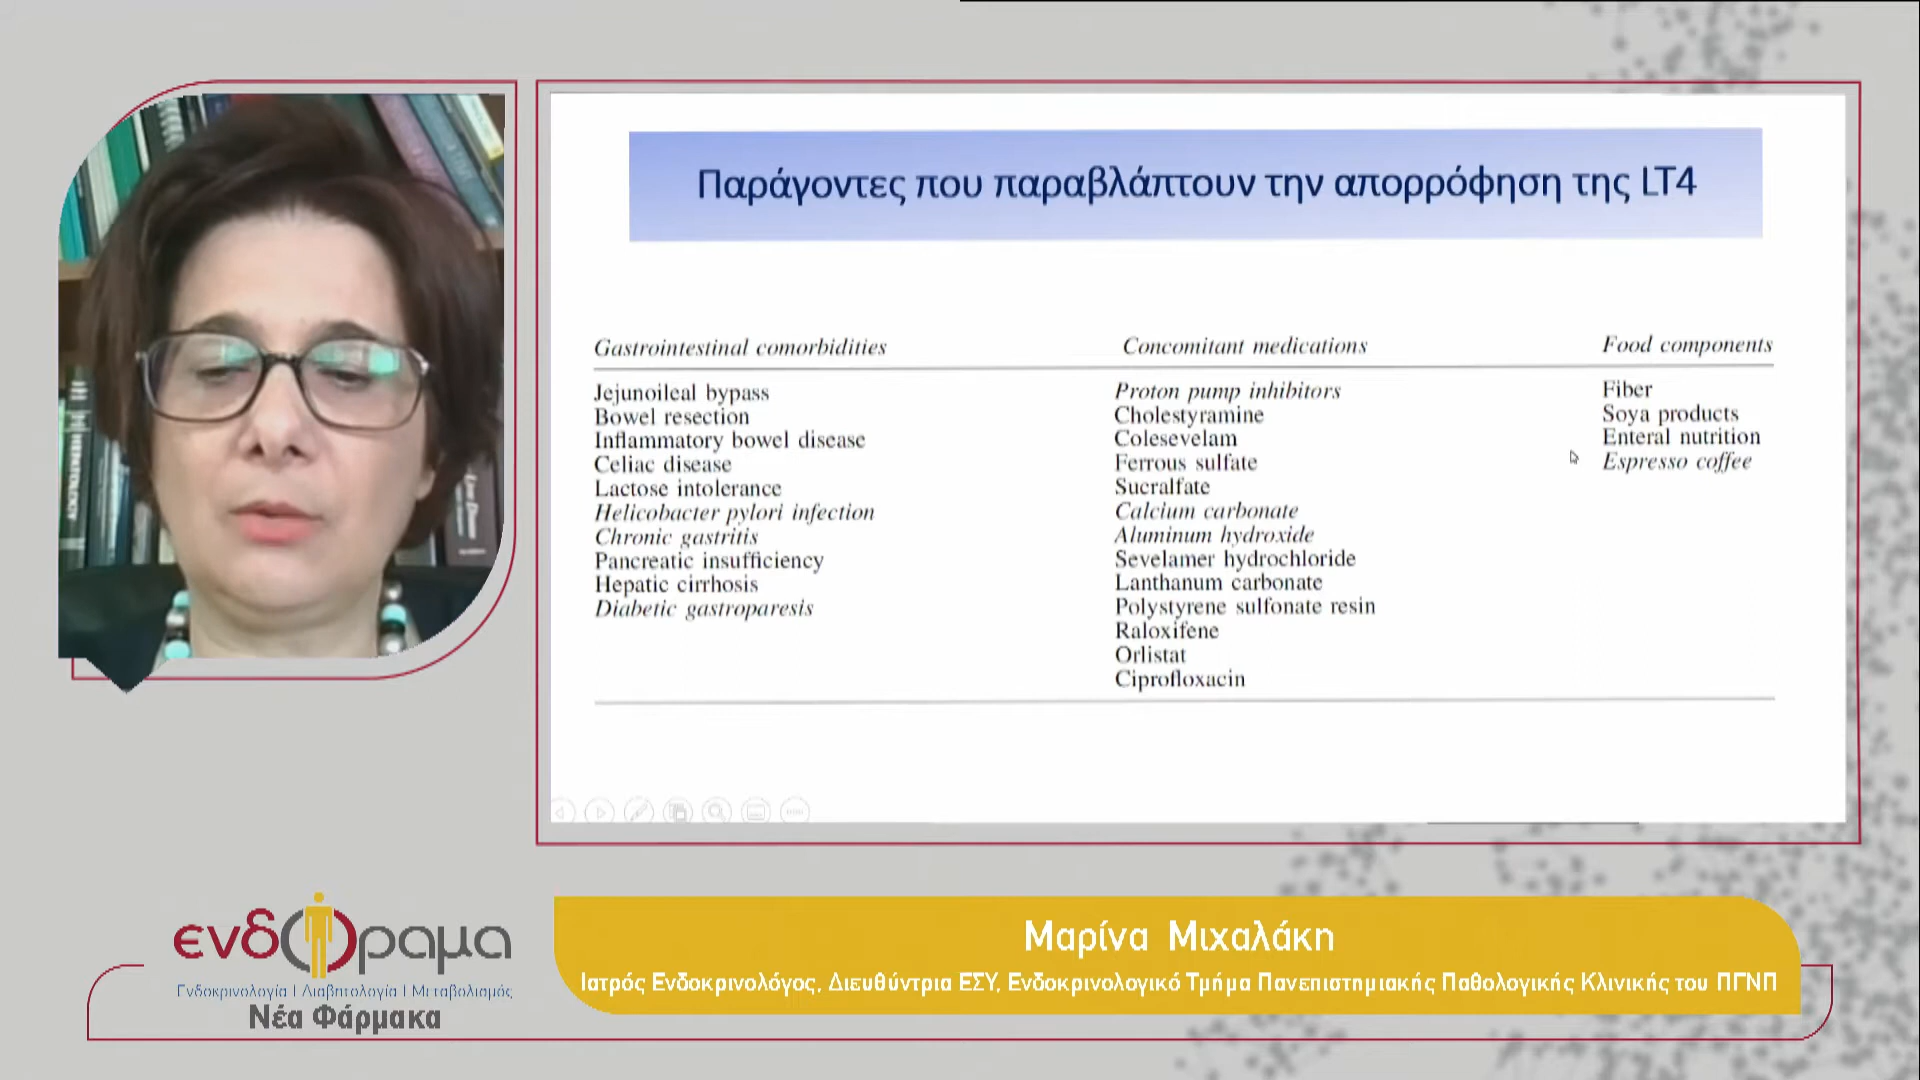 Παράγοντες που παραβλάπτουν την απορρόφηση της LT4
Gastrointestinal comorbidities
Jejunoileal bypass
Bowel resection
Inflammatory bowel disease
Celiac disease
Lactose intolerance
Helicobacter pylori infection
Chronic gastritis
Pancreatic insufficiency
Hepatic cirrhosis
Diabetic gastroparesis
Concomitant medications
Proton pump inhibitors
Cholestyramine
Colesevelam
Ferrous sulfate
Sucralfate
Calcium carbonate
Aluminum hydroxide
Sevelamer hydrochloride
Lanthanum carbonate
Polystyrene sulfonate resin
Raloxifene
Orlistat
Ciprofloxacin
Food components
Fiber
Soya products
Enteral nutrition
Espresso coffee
ενδόραμα
Ενδοκρινολογία | Διαβητολογία | Μεταβολισμός
Νέα Φάρμακα
Μαρίνα Μιχαλάκη
Ιατρός Ενδοκρινολόγος, Διευθύντρια ΕΣΥ, Ενδοκρινολογικό Τμήμα Πανεπιστημιακής Παθολογικής Κλινικής του ΠΓΝΠ